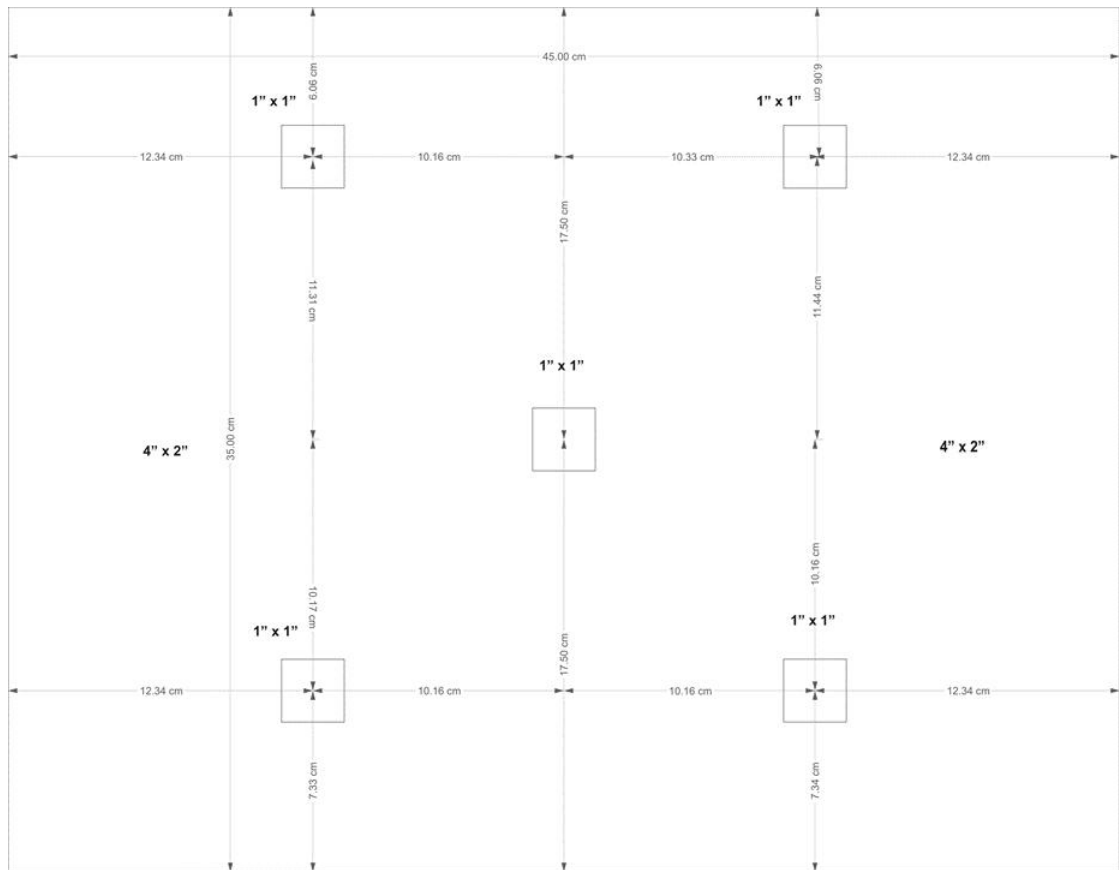 45.00 cm
6.06 cm
6.06 cm
1” x 1”
1” x 1”
12.34 cm
10.16 cm
10.33 cm
12.34 cm
17.50 cm
11.31 cm
11.44 cm
1” x 1”
35.00 cm
4” x 2”
4” x 2”
10.16 cm
10.17 cm
1” x 1”
1” x 1”
17.50 cm
12.34 cm
10.16 cm
10.16 cm
12.34 cm
7.33 cm
7.34 cm